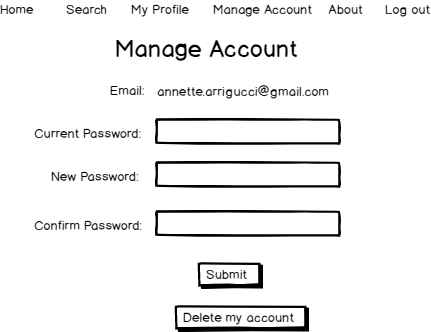 Home Search My Profile Manage Account About Log out
Manage Account
Email: annette.arrigucci@gmail.com
Current Password:
New Password:
Confirm Password:
Submit
Delete my account